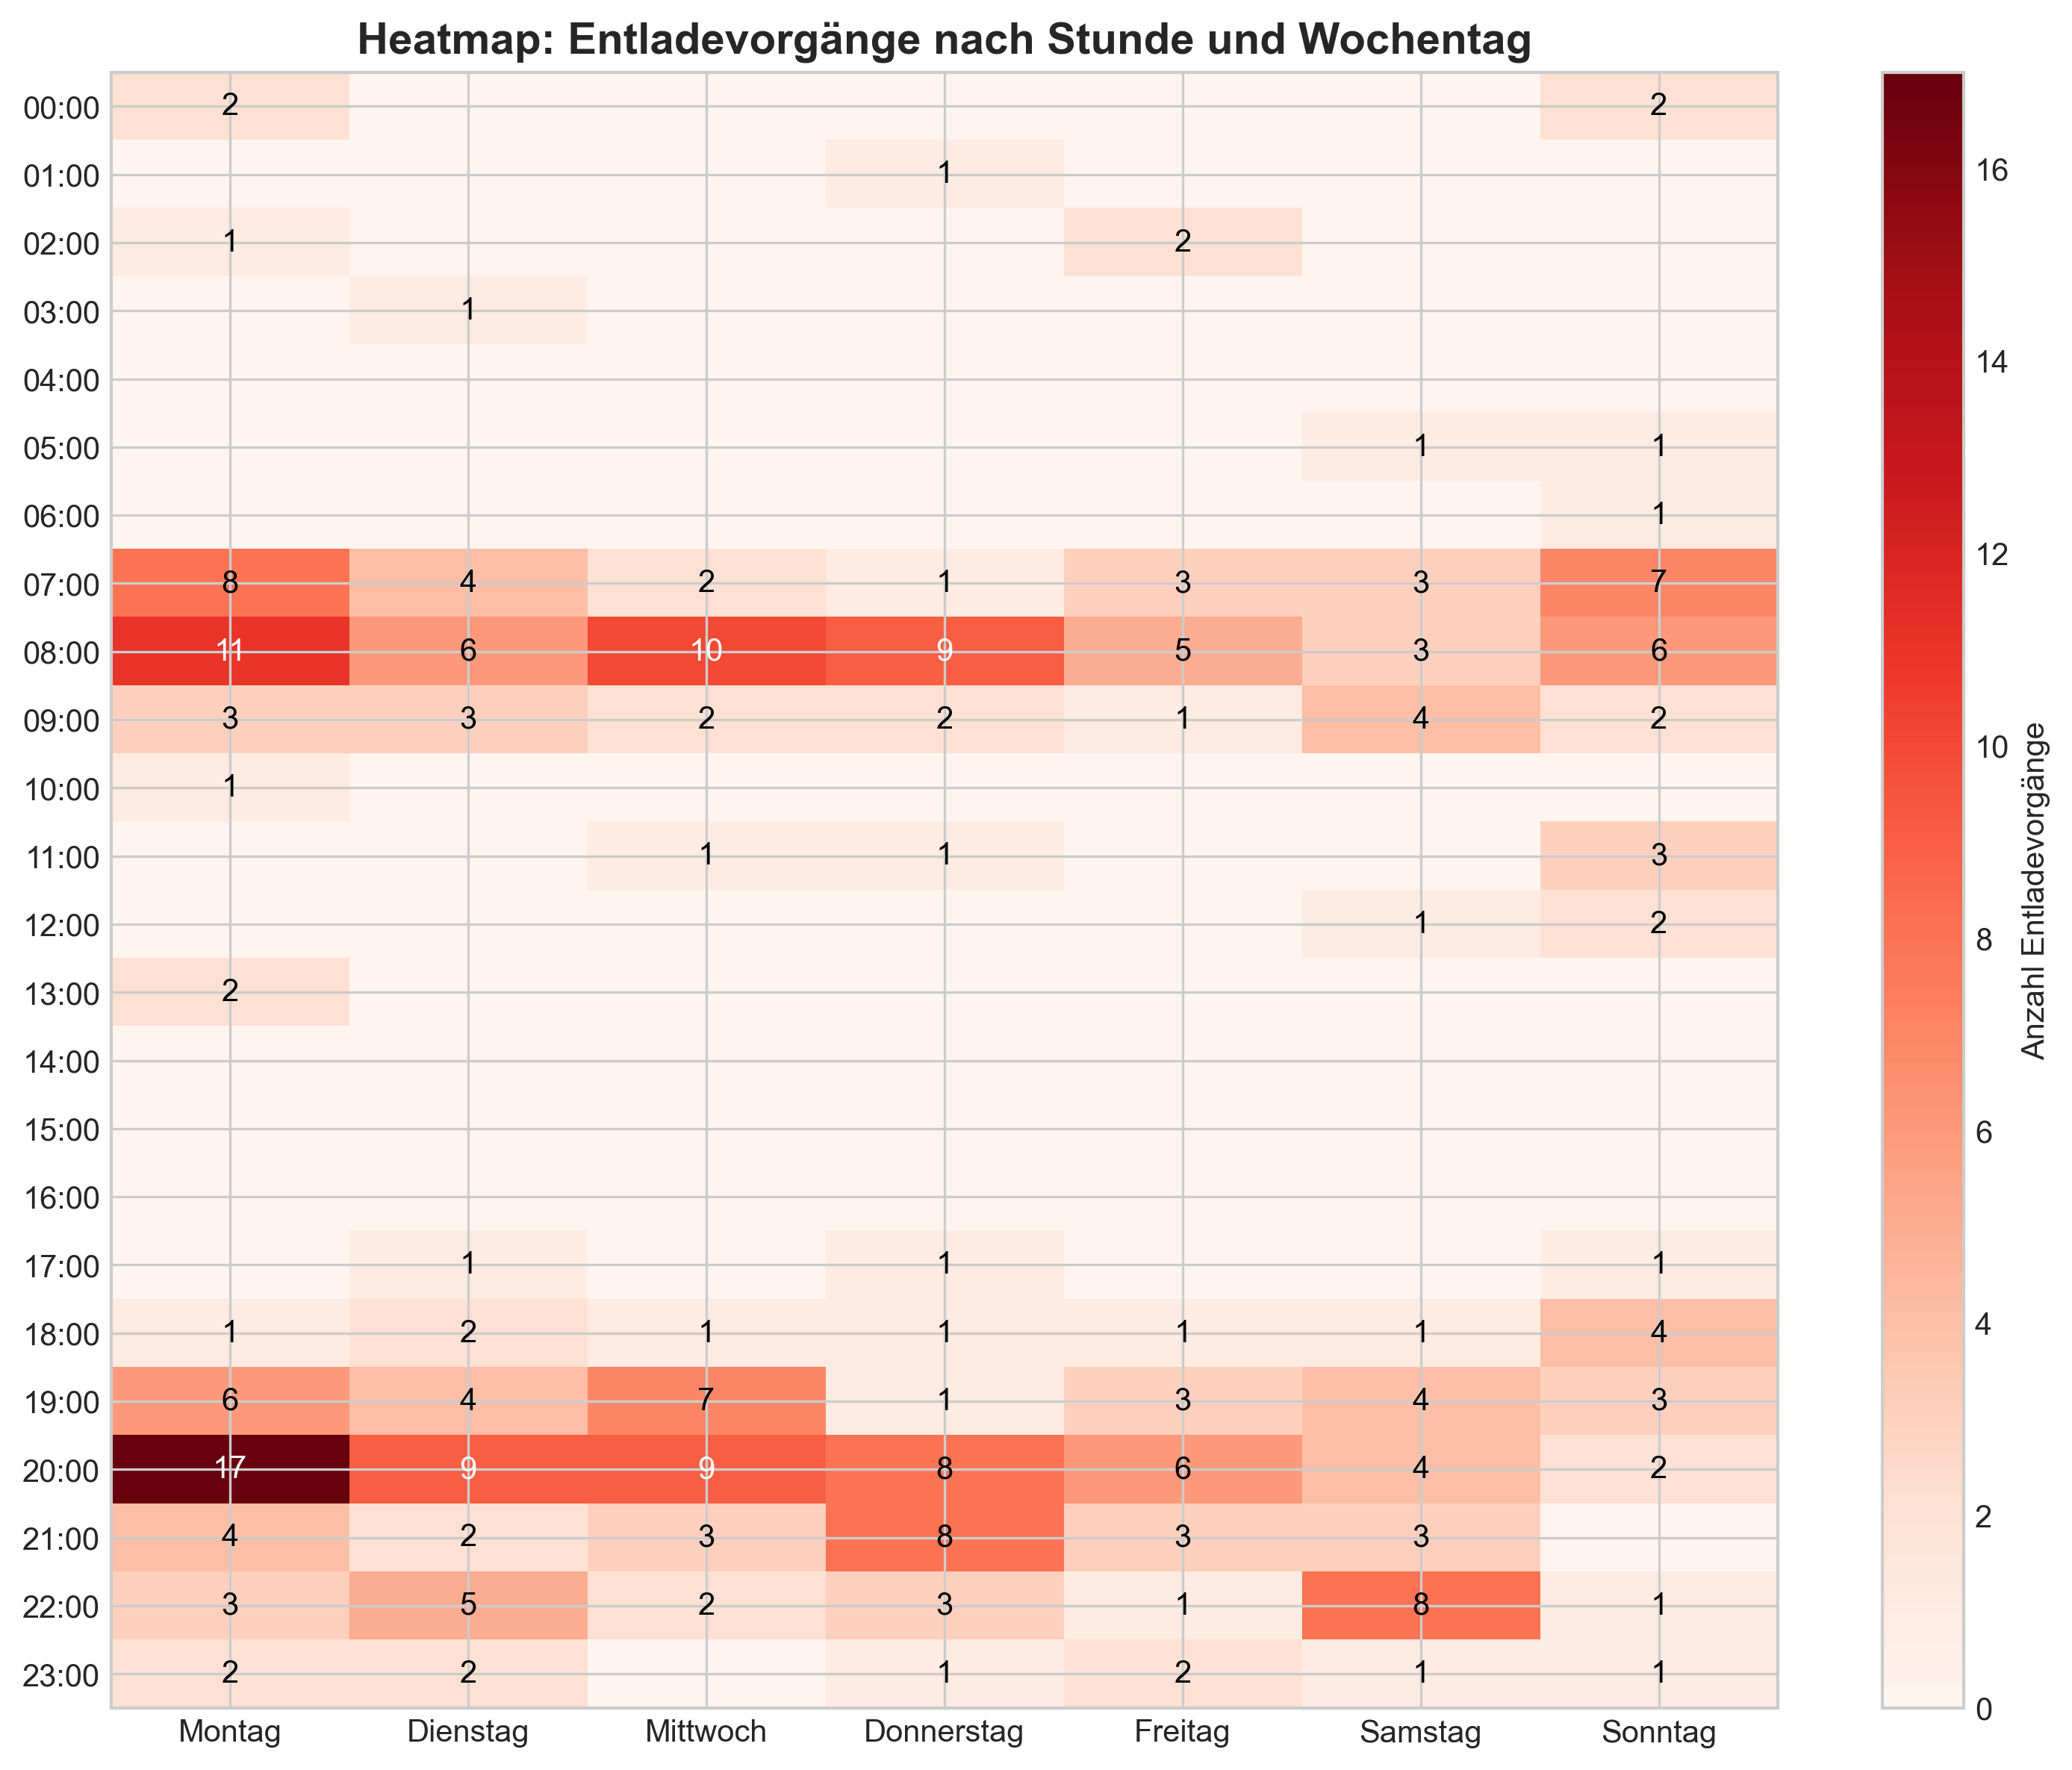 Heatmap: Entladevorgänge nach Stunde und Wochentag
00:00 2 2
01:00 1
02:00 1 2
03:00 1
04:00
05:00 1 1
06:00 1
07:00 8 4 2 1 3 3 7
08:00 11 6 10 9 5 3 6
09:00 3 3 2 2 1 4 2
10:00 1
11:00 1 1 3
12:00 1 2
13:00 2
14:00
15:00
16:00
17:00 1 1 1
18:00 1 2 1 1 1 1 4
19:00 6 4 7 1 3 4 3
20:00 17 9 9 8 6 4 2
21:00 4 2 3 8 3 3
22:00 3 5 2 3 1 8 1
23:00 2 2 1 2 1 1
Montag Dienstag Mittwoch Donnerstag Freitag Samstag Sonntag
16
14
12
10
8
6
4
2
0
Anzahl Entladevorgänge